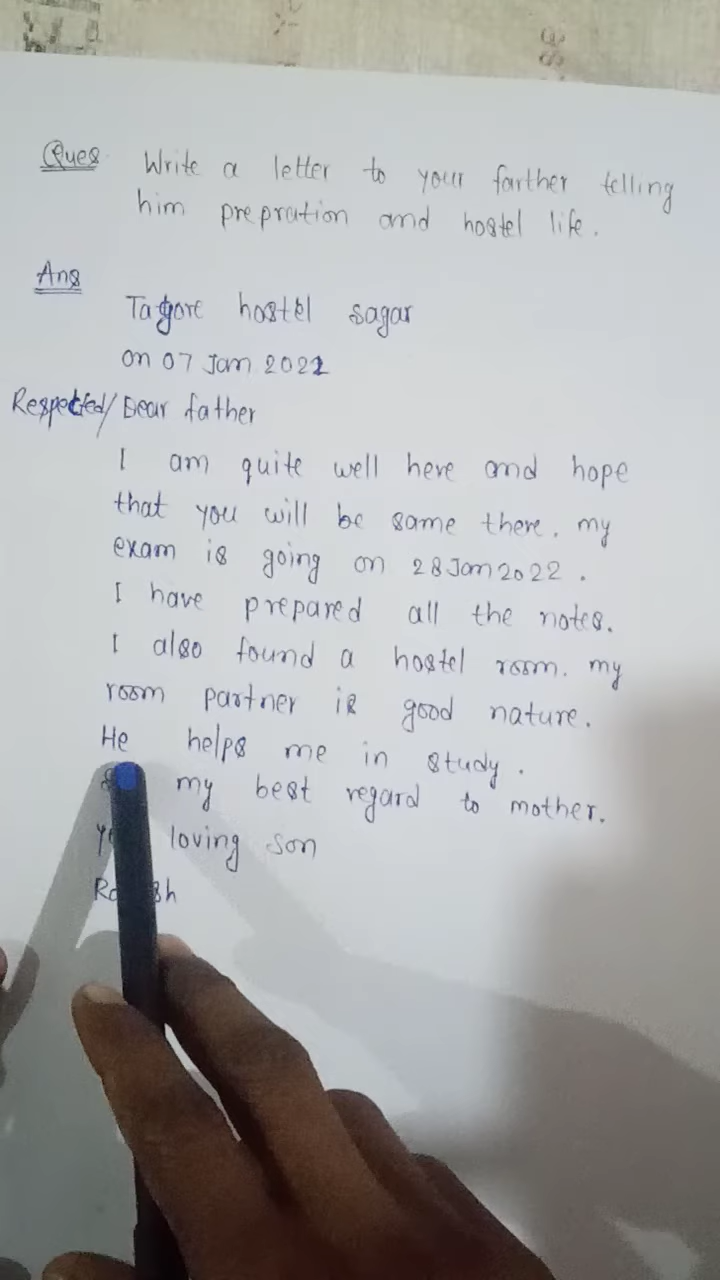 Ques Write a letter to your farther telling
him prepration and hostel life.
Ans
Tagore hostel sagar
on 07 Jan 2022
Respected/Dear father
I am quite well here and hope
that you will be same there. my
exam is going on 28 Jan 2022.
I have prepared all the notes.
I also found a hostel room. my
room partner is good nature.
He helps me in study.
my best regard to mother.
loving son